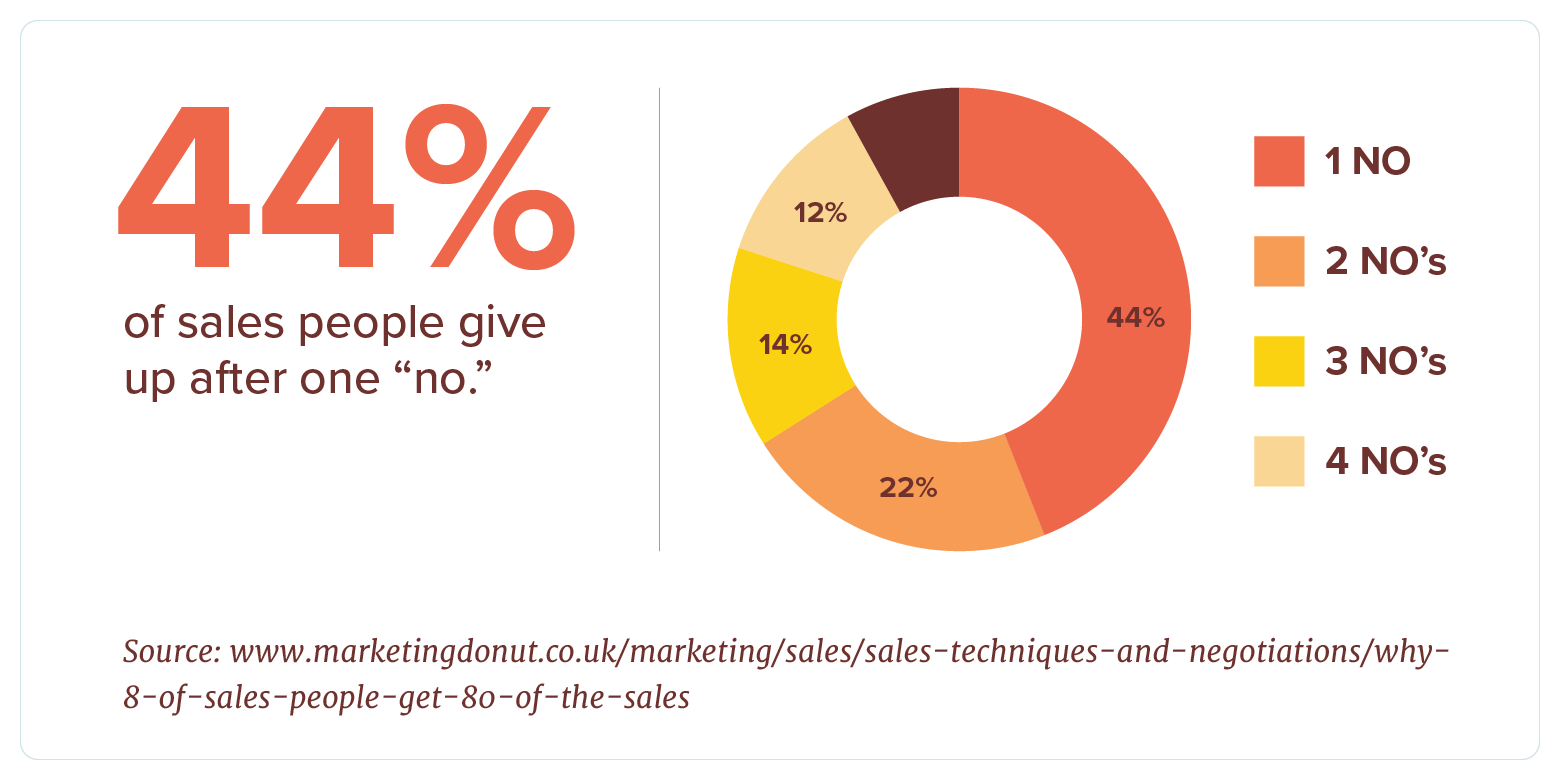 44%
of sales people give
up after one “no.”
12%
14%
22%
44%
1 NO
2 NO’s
3 NO’s
4 NO’s
Source: www.marketingdonut.co.uk/marketing/sales/sales-techniques-and-negotiations/why-
8-of-sales-people-get-80-of-the-sales